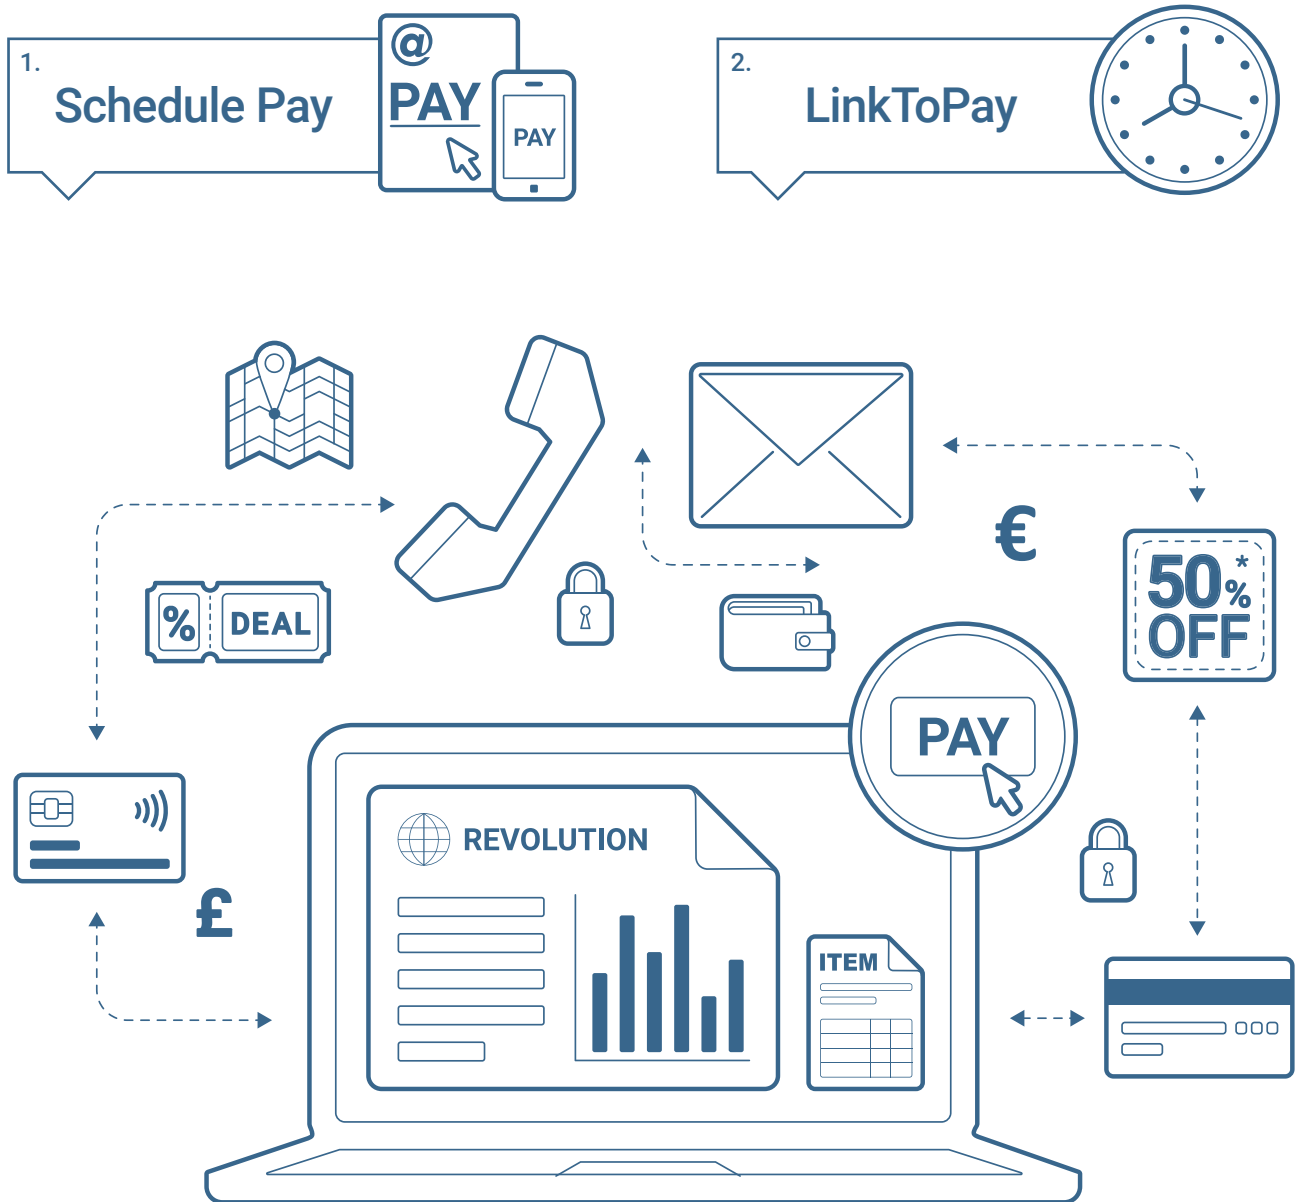 1.
Schedule Pay
@
PAY
PAY
2.
LinkToPay
€
50%*
OFF
% DEAL
PAY
£
REVOLUTION
ITEM